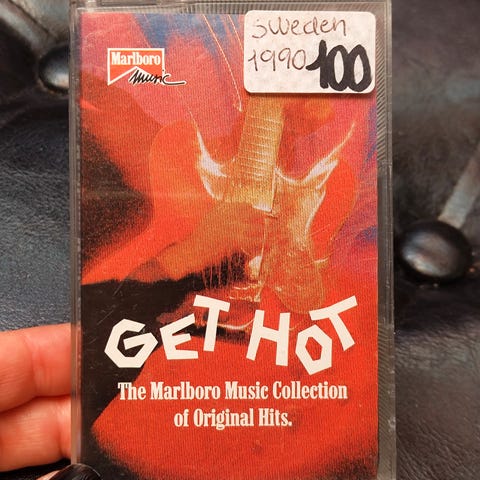 Sweden
1990 100
Marlboro
Music
GET HOT
The Marlboro Music Collection
of Original Hits.